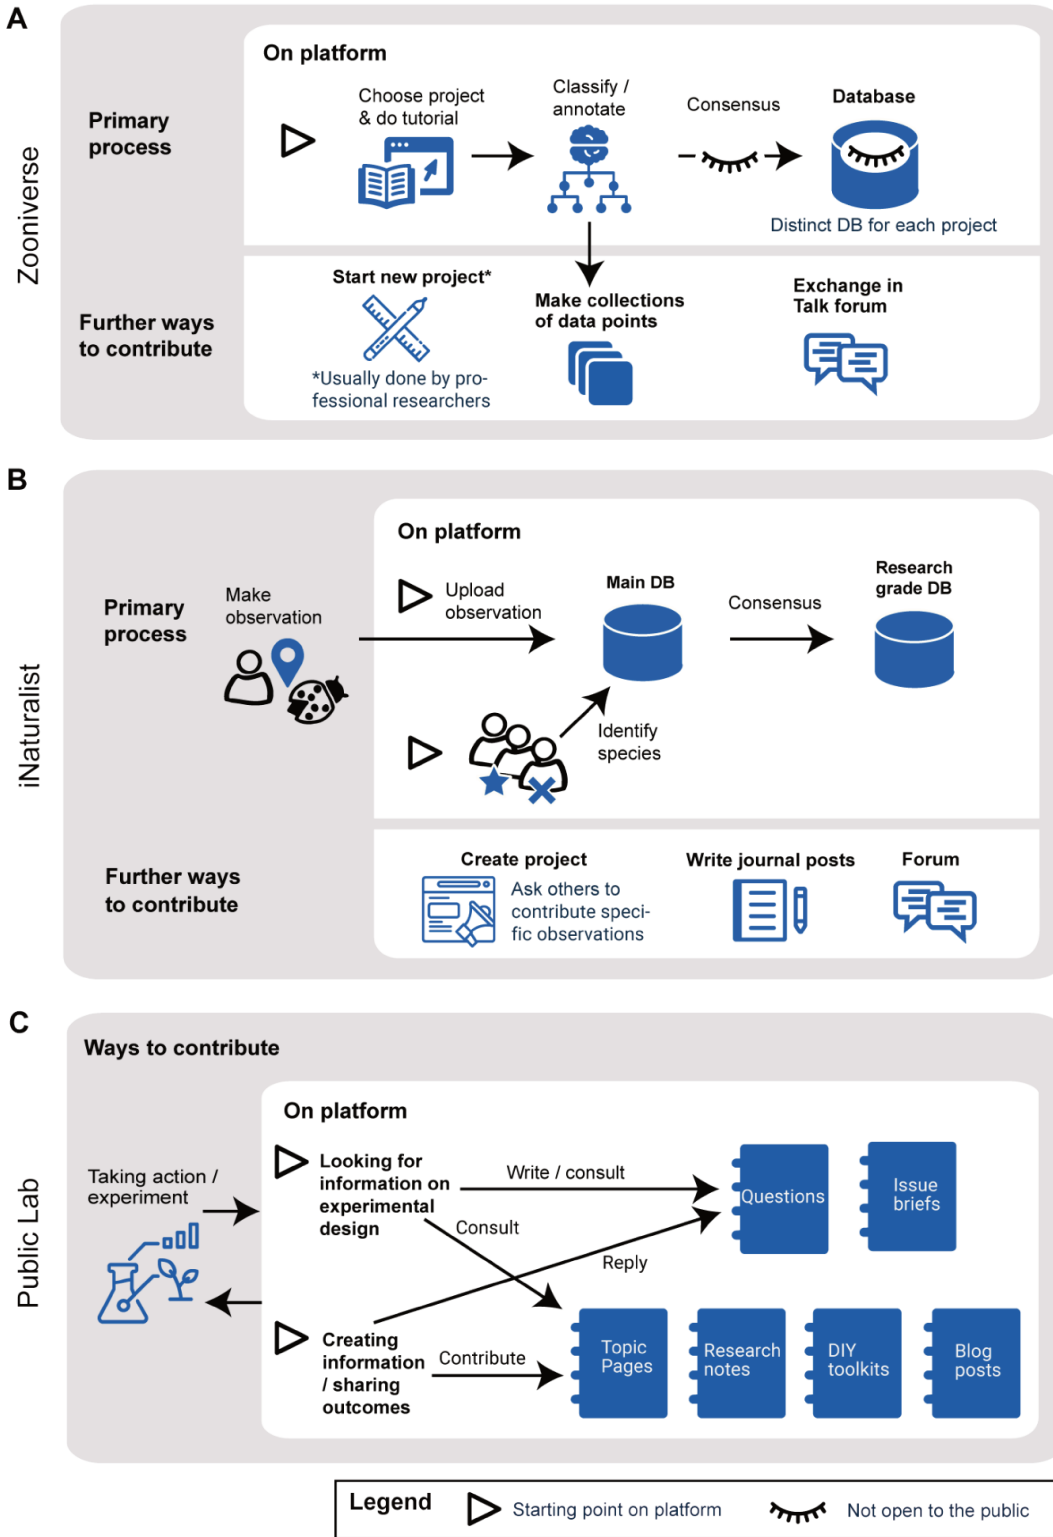 A
Zooniverse
On platform
Primary
process
Choose project
& do tutorial
Classify /
annotate
Consensus
Database
Distinct DB for each project
Further ways
to contribute
Start new project*
*Usually done by pro-
fessional researchers
Make collections
of data points
Exchange in
Talk forum
B
iNaturalist
On platform
Primary
process
Make
observation
Upload
observation
Main DB
Consensus
Research
grade DB
Identify
species
Further ways
to contribute
Create project
Ask others to
contribute speci-
fic observations
Write journal posts
Forum
C
Public Lab
Ways to contribute
On platform
Taking action /
experiment
Looking for
information on
experimental
design
Write / consult
Consult
Reply
Questions
Issue
briefs
Creating
information
/ sharing
outcomes
Contribute
Topic
Pages
Research
notes
DIY
toolkits
Blog
posts
Legend
Starting point on platform
Not open to the public